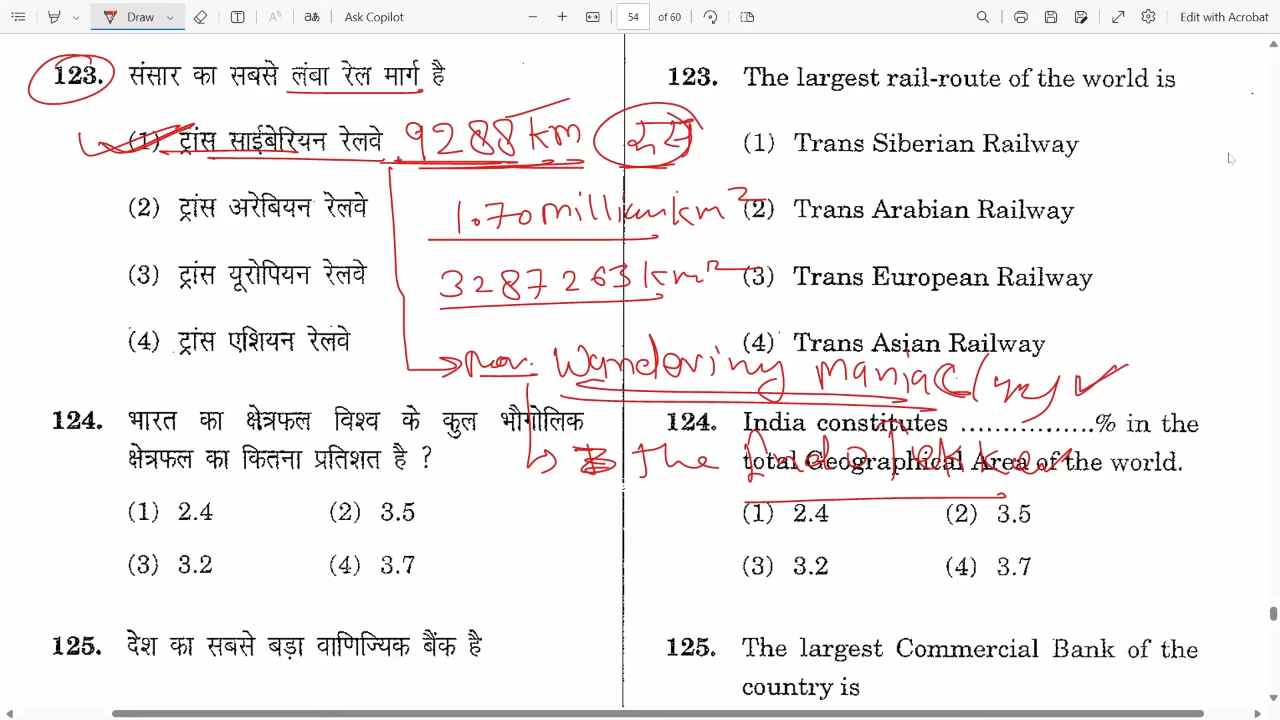 Draw
Ask Copilot
54 of 60
Edit with Acrobat
123. संसार का सबसे लंबा रेल मार्ग है
(1) ट्रांस साईबेरियन रेलवे 9288 km रूस
(2) ट्रांस अरेबियन रेलवे
1.70 million km²
(3) ट्रांस यूरोपियन रेलवे
3287263 km²
(4) ट्रांस एशियन रेलवे
Wandering maniac
124. भारत का क्षेत्रफल विश्व के कुल भौगोलिक
क्षेत्रफल का कितना प्रतिशत है ?
the
(1) 2.4 (2) 3.5
(3) 3.2 (4) 3.7
125. देश का सबसे बड़ा वाणिज्यिक बैंक है
123. The largest rail-route of the world is
(1) Trans Siberian Railway
(2) Trans Arabian Railway
(3) Trans European Railway
(4) Trans Asian Railway
124. India constitutes ................% in the
total Geographical Area of the world.
(1) 2.4 (2) 3.5
(3) 3.2 (4) 3.7
125. The largest Commercial Bank of the
country is